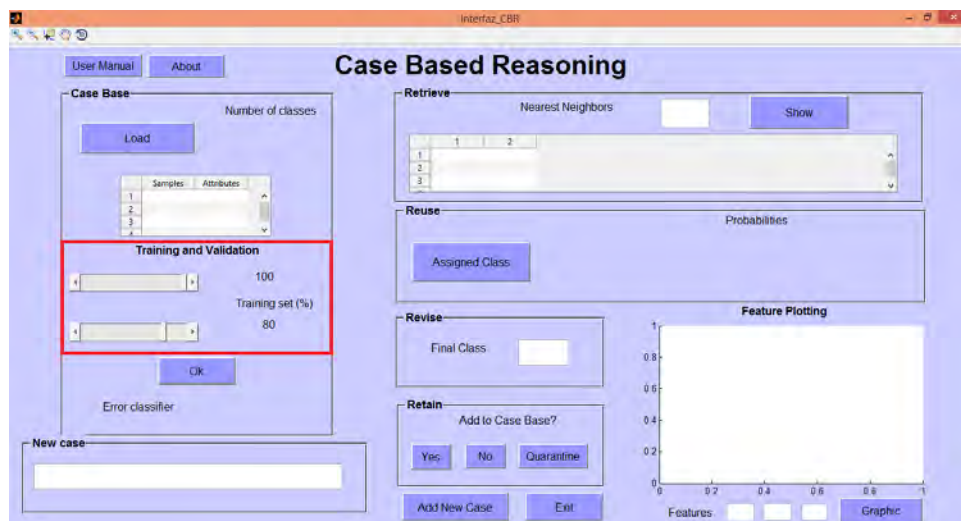 Interfaz_CBR
User Manual
About
Case Based Reasoning
Case Base
Number of classes
Load
Samples Attributes
1
2
3
4
Training and Validation
100
Training set (%)
80
Ok
Error classifier
New case
Retrieve
Nearest Neighbors
Show
1 2
1
2
3
Reuse
Probabilities
Assigned Class
Revise
Final Class
Retain
Add to Case Base?
Yes
No
Quarantine
Add New Case
Exit
Feature Plotting
1
0.8
0.6
0.4
0.2
0
0 0.2 0.4 0.6 0.8 1
Features
Graphic